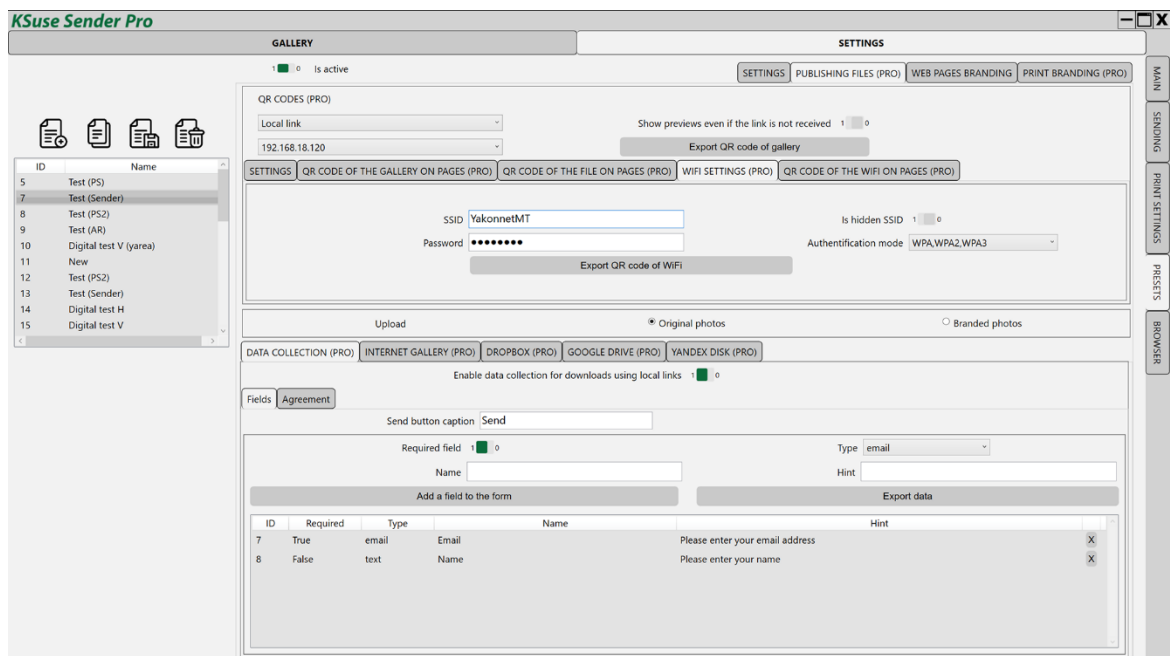 KSuse Sender Pro
GALLERY
SETTINGS
1 0 Is active
SETTINGS PUBLISHING FILES (PRO) WEB PAGES BRANDING PRINT BRANDING (PRO)
MAIN
SENDING
PRINT SETTINGS
PRESETS
BROWSER
ID Name
5 Test (PS)
7 Test (Sender)
8 Test (PS2)
9 Test (AR)
10 Digital test V (yarea)
11 New
12 Test (PS2)
13 Test (Sender)
14 Digital test H
15 Digital test V
QR CODES (PRO)
Local link
Show previews even if the link is not received 1 0
192.168.18.120
Export QR code of gallery
SETTINGS QR CODE OF THE GALLERY ON PAGES (PRO) QR CODE OF THE FILE ON PAGES (PRO) WIFI SETTINGS (PRO) QR CODE OF THE WIFI ON PAGES (PRO)
SSID YakonnetMT
Is hidden SSID 1 0
Password ●●●●●●●●
Authentification mode WPA,WPA2,WPA3
Export QR code of WiFi
Upload Original photos Branded photos
DATA COLLECTION (PRO) INTERNET GALLERY (PRO) DROPBOX (PRO) GOOGLE DRIVE (PRO) YANDEX DISK (PRO)
Enable data collection for downloads using local links 1 0
Fields Agreement
Send button caption Send
Required field 1 0
Type email
Name
Hint
Add a field to the form
Export data
ID Required Type Name Hint
7 True email Email Please enter your email address X
8 False text Name Please enter your name X